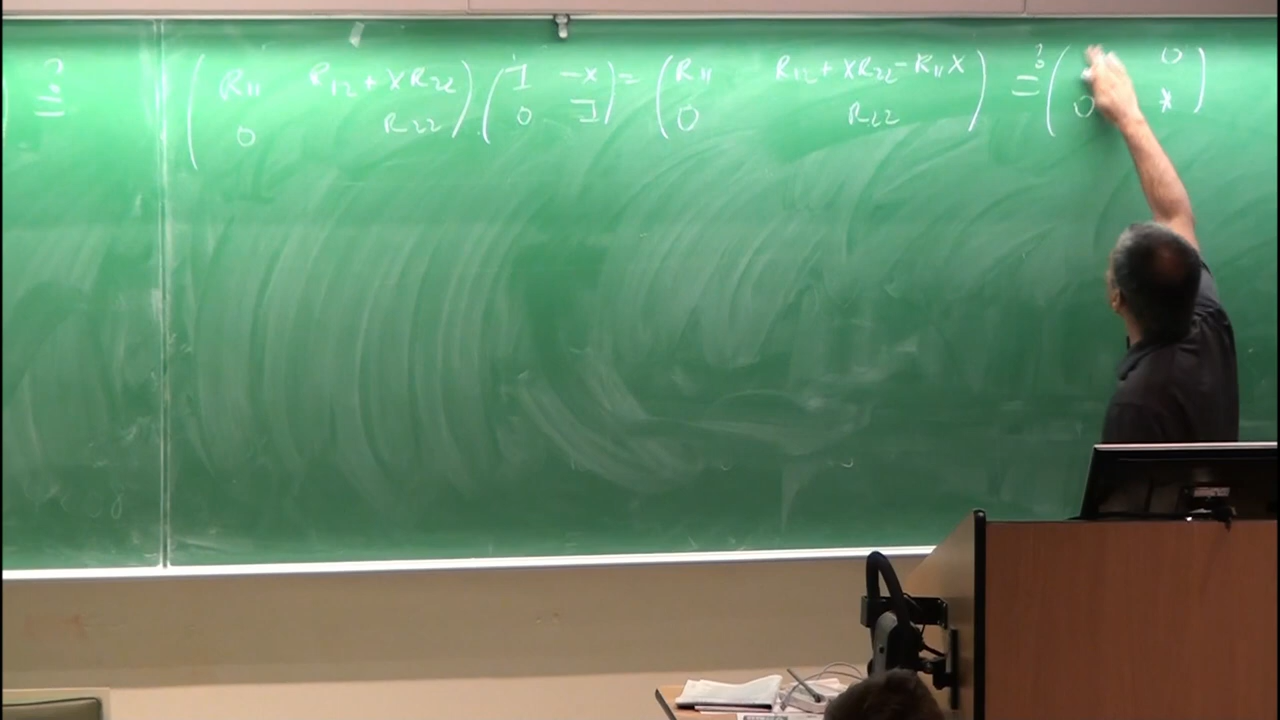 ) ?= ( R11 R12 + XR22 ) . ( I -X ) = ( R11 R12 + XR22 - R11X ) ?= ( 0 )
0 R22 0 I 0 R22 0 *